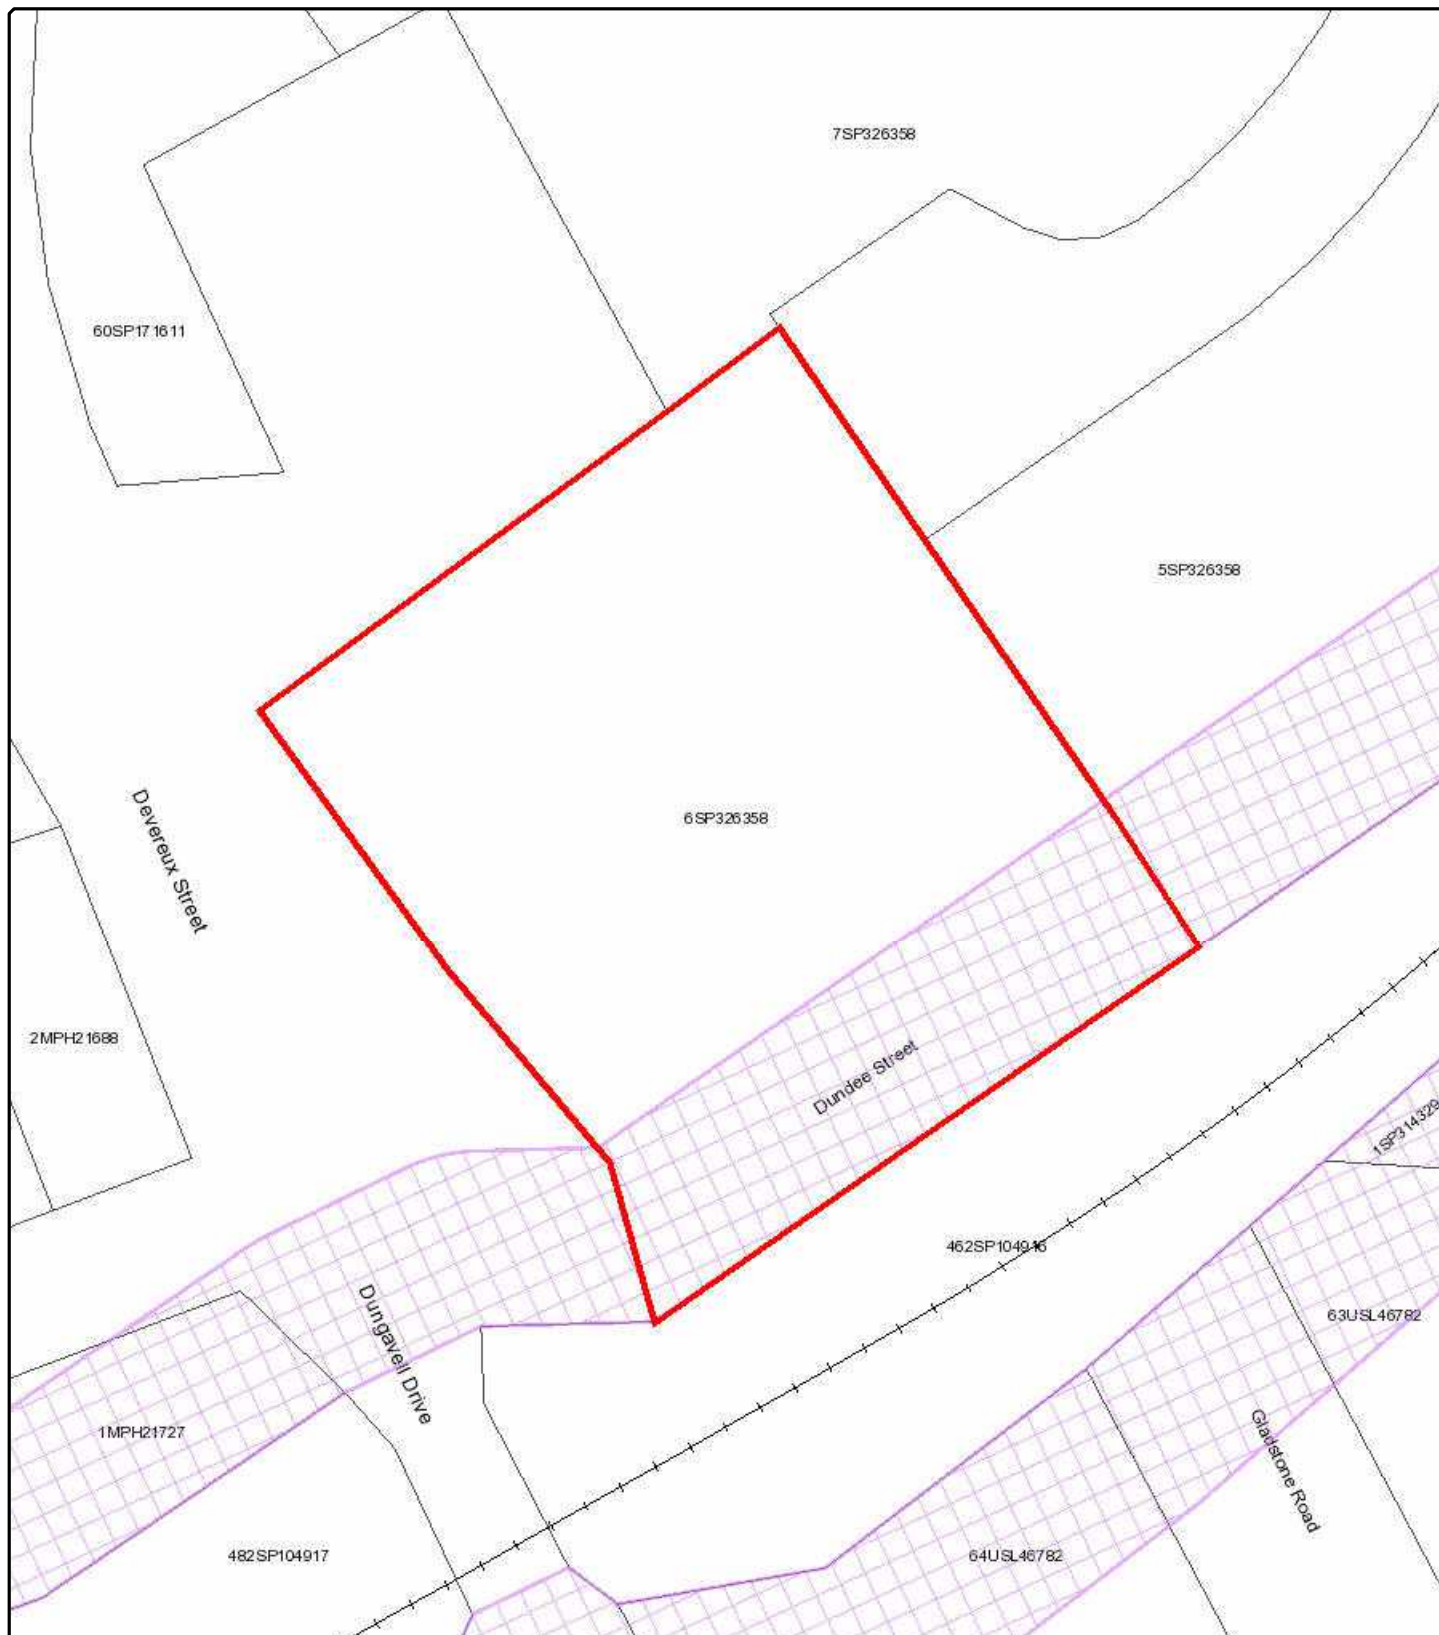 7SP326358
60SP171611
5SP326358
6SP326358
Devereux Street
2MPH21688
Dundee Street
1SP314329
462SP104916
63USL46782
Dungavell Drive
1MPH21727
Gladstone Road
482SP104917
64USL46782